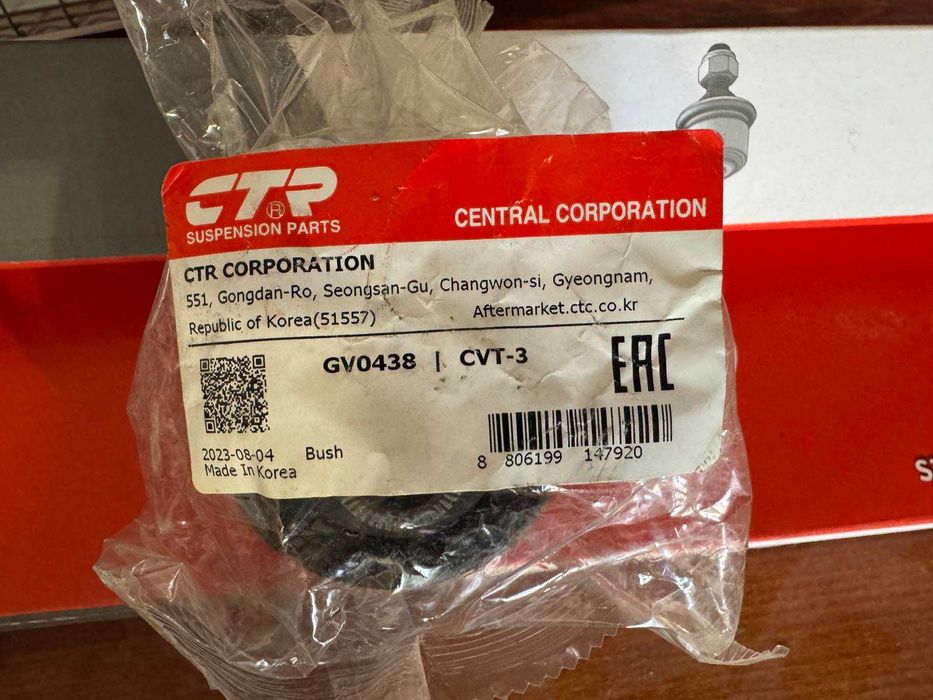 CTR®
SUSPENSION PARTS
CENTRAL CORPORATION
CTR CORPORATION
551, Gongdan-Ro, Seongsan-Gu, Changwon-si, Gyeongnam,
Republic of Korea(51557) Aftermarket.ctc.co.kr
GV0438 | CVT-3
EAC
8 806199 147920
2023-08-04 Bush
Made In Korea